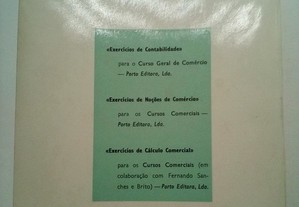 «Exercícios de Contabilidade»
para o Curso Geral de Comércio
— Porto Editora, Lda.
«Exercícios de Noções de Comércio»
para os Cursos Comerciais —
Porto Editora, Lda.
«Exercícios de Cálculo Comercial»
para os Cursos Comerciais (em
colaboração com Fernando San-
ches e Brito) — Porto Editora, Lda.